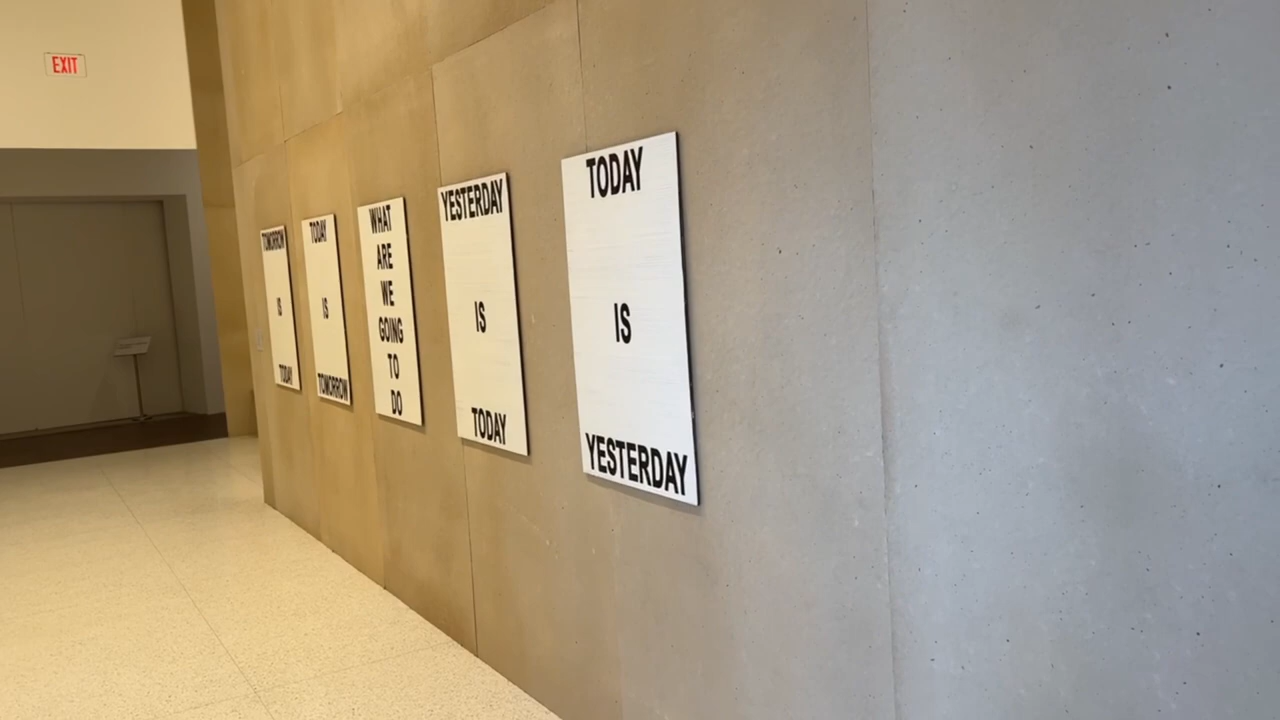 EXIT
TOMORROW
IS
TODAY
TODAY
IS
TOMORROW
WHAT
ARE
WE
GOING
TO
DO
YESTERDAY
IS
TODAY
TODAY
IS
YESTERDAY